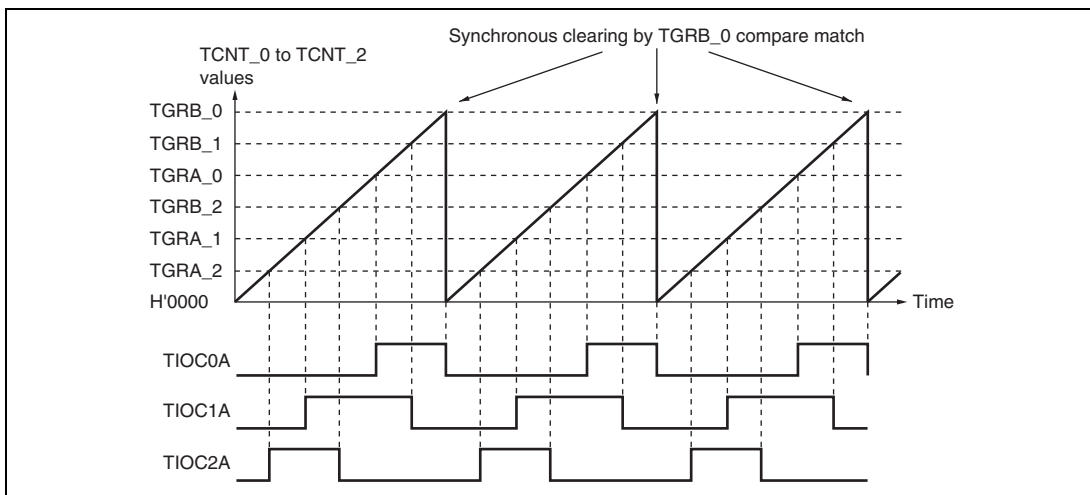 Synchronous clearing by TGRB_0 compare match
TCNT_0 to TCNT_2
values
TGRB_0
TGRB_1
TGRA_0
TGRB_2
TGRA_1
TGRA_2
H'0000
Time
TIOC0A
TIOC1A
TIOC2A